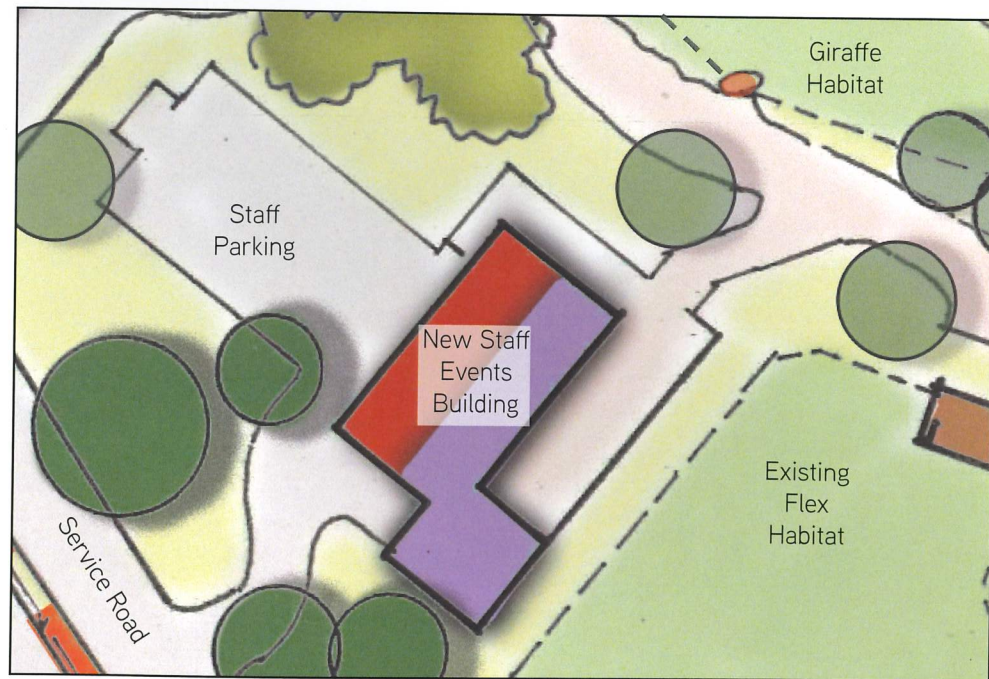 Giraffe
Habitat
Staff
Parking
New Staff
Events
Building
Existing
Flex
Habitat
Service Road